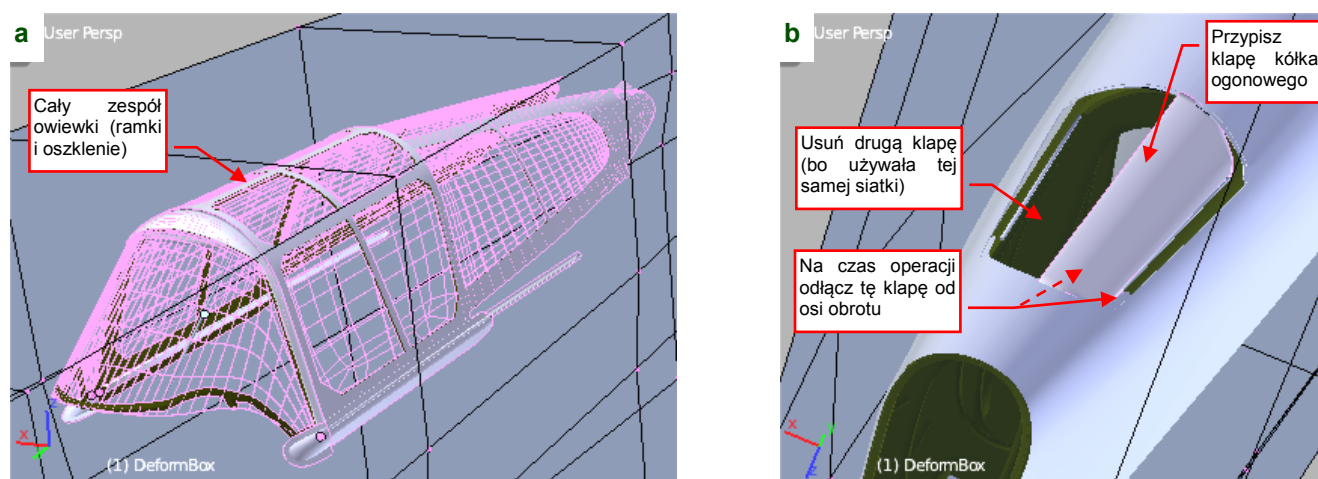 a
User Persp
Cały zespół
owiewki (ramki
i oszklenie)
x
z
(1) DeformBox
b
User Persp
Przypisz
klapę kółka
ogonowego
Usuń drugą klapę
(bo używała tej
samej siatki)
Na czas operacji
odłącz tę klapę od
osi obrotu
x
y
z
(1) DeformBox